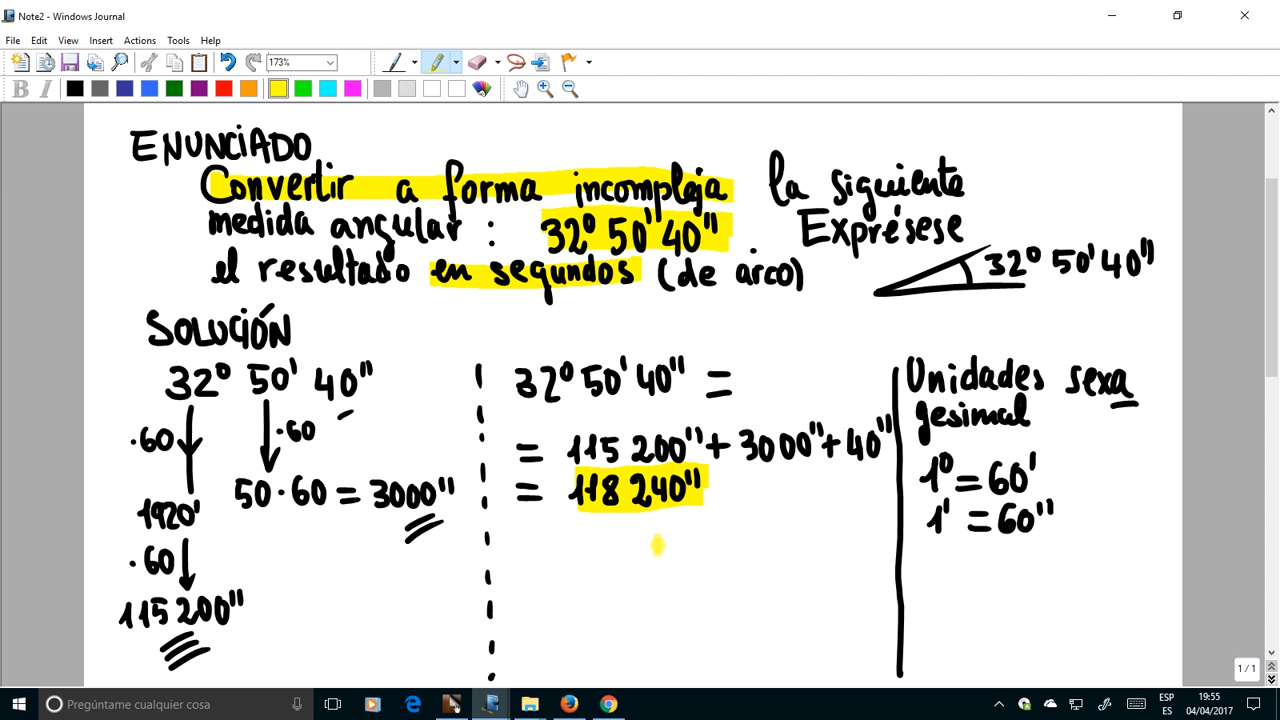 Note2 - Windows Journal
File Edit View Insert Actions Tools Help
173%
B I
ENUNCIADO
Convertir a forma incompleja la siguiente
medida angular : 32º 50' 40" Exprésese
el resultado en segundos (de arco)
32º 50' 40"
SOLUCIÓN
32º 50' 40"
·60
·60
50·60 = 3000"
1920'
·60
115 200"
32º 50' 40" =
= 115 200" + 3000" + 40"
= 118 240"
Unidades sexa
gesimal
1º = 60'
1' = 60"
1 / 1
Pregúntame cualquier cosa
ESP
ES
19:55
04/04/2017